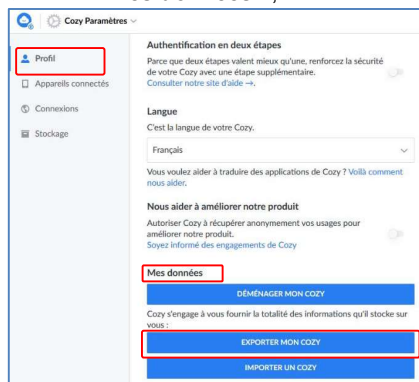 Cozy Paramètres
Profil
Appareils connectés
Connexions
Stockage
Authentification en deux étapes
Parce que deux étapes valent mieux qu'une, renforcez la sécurité
de votre Cozy avec une étape supplémentaire.
Consulter notre site d'aide →.
Langue
C'est la langue de votre Cozy.
Français
Vous voulez aider à traduire des applications de Cozy ? Voilà comment
nous aider.
Nous aider à améliorer notre produit
Autoriser Cozy à récupérer anonymement vos usages pour
améliorer notre produit.
Soyez informé des engagements de Cozy
Mes données
DÉMÉNAGER MON COZY
Cozy s'engage à vous fournir la totalité des informations qu'il stocke sur
vous :
EXPORTER MON COZY
IMPORTER UN COZY